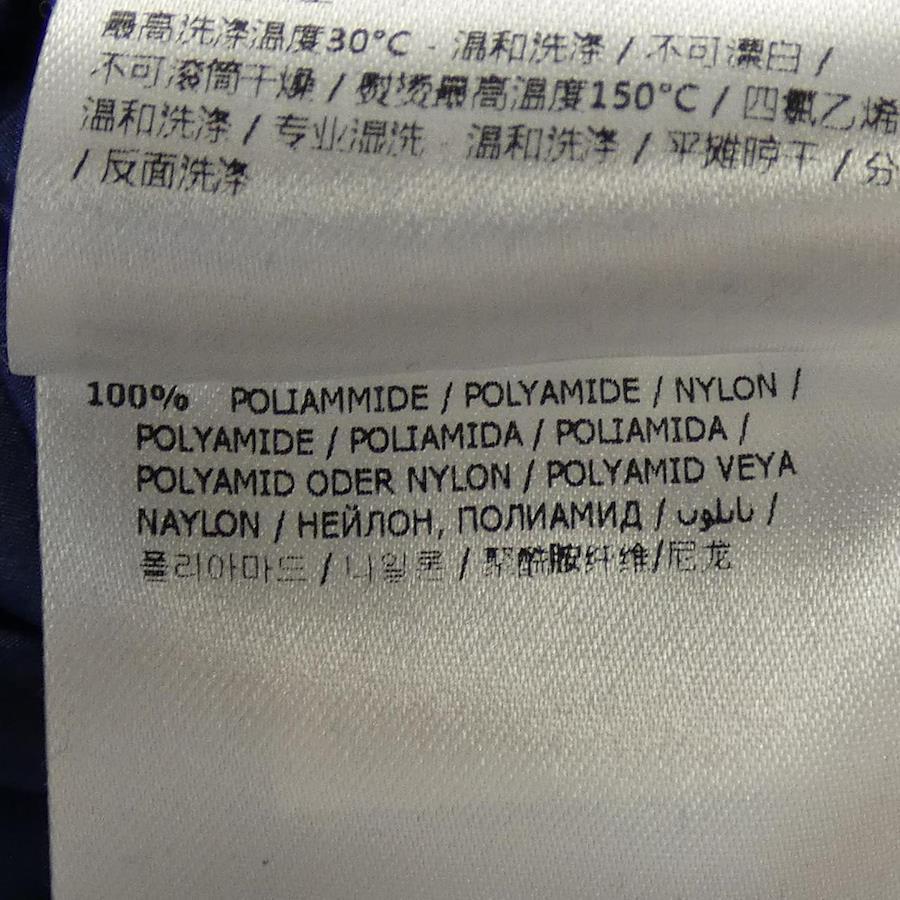 最高洗涤温度30°C - 温和洗涤 / 不可漂白 /
不可滚筒干燥 / 熨烫最高温度150°C / 四氯乙烯
温和洗涤 / 专业湿洗 - 温和洗涤 / 平摊晾干 / 分
/ 反面洗涤
100% POLIAMMIDE / POLYAMIDE / NYLON /
POLYAMIDE / POLIAMIDA / POLIAMIDA /
POLYAMID ODER NYLON / POLYAMID VEYA
NAYLON / НЕЙЛОН, ПОЛИАМИД / نايلون /
폴리아마드 / 나일론 / 聚酰胺纤维/尼龙